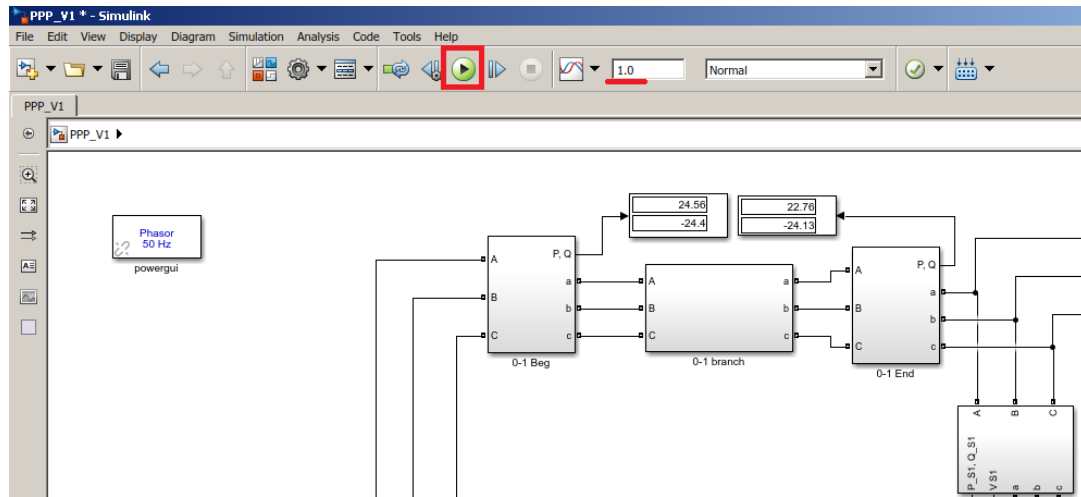 PPP_V1 * - Simulink
File Edit View Display Diagram Simulation Analysis Code Tools Help
1.0 Normal
PPP_V1
PPP_V1
Phasor
50 Hz
powergui
24.56
-24.4
22.76
-24.13
A B C
P, Q
a b c
0-1 Beg
A B C
a b c
0-1 branch
A B C
P, Q
a b c
0-1 End
A B C
P_S1, Q_S1
VS1
a b c